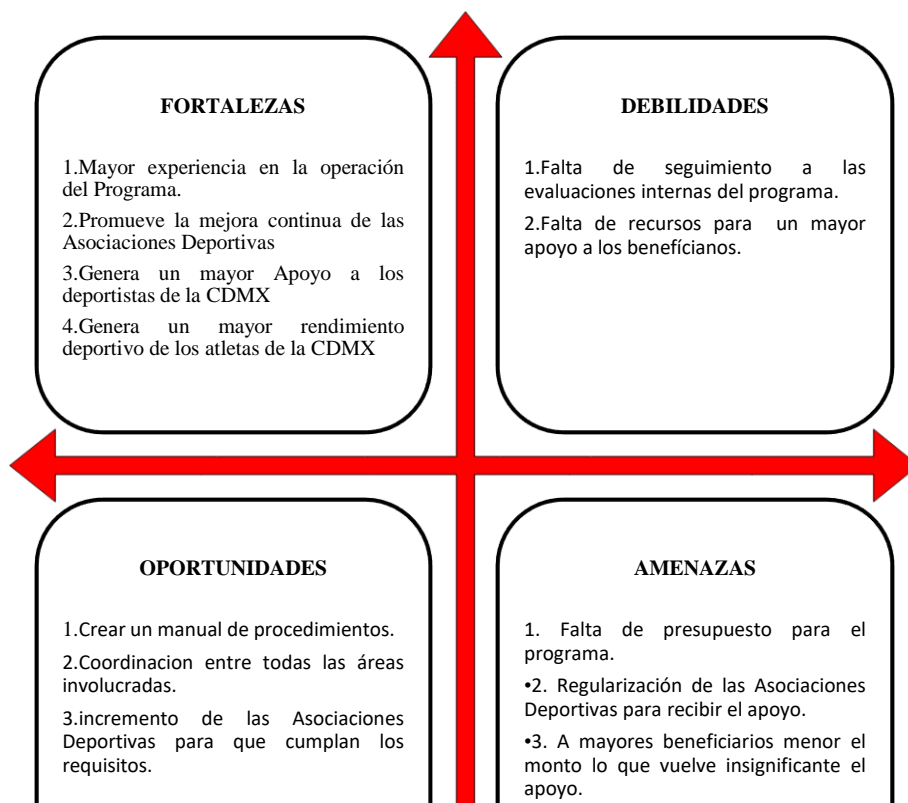 FORTALEZAS
1.Mayor experiencia en la operación
del Programa.
2.Promueve la mejora continua de las
Asociaciones Deportivas
3.Genera un mayor Apoyo a los
deportistas de la CDMX
4.Genera un mayor rendimiento
deportivo de los atletas de la CDMX
DEBILIDADES
1.Falta de seguimiento a las
evaluaciones internas del programa.
2.Falta de recursos para un mayor
apoyo a los benefícianos.
OPORTUNIDADES
1.Crear un manual de procedimientos.
2.Coordinacion entre todas las áreas
involucradas.
3.incremento de las Asociaciones
Deportivas para que cumplan los
requisitos.
AMENAZAS
1. Falta de presupuesto para el
programa.
•2. Regularización de las Asociaciones
Deportivas para recibir el apoyo.
•3. A mayores beneficiarios menor el
monto lo que vuelve insignificante el
apoyo.